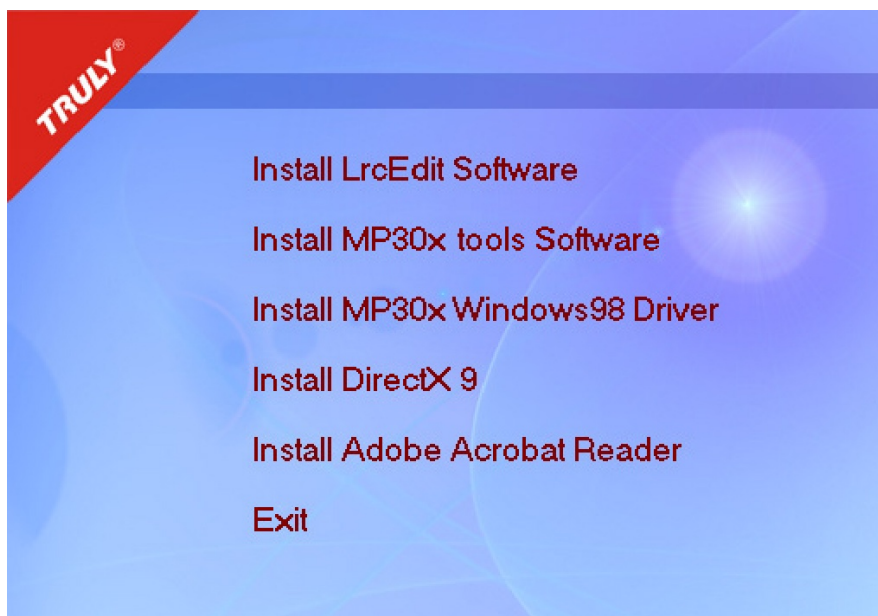 TRULY®
Install LrcEdit Software
Install MP30x tools Software
Install MP30x Windows98 Driver
Install DirectX 9
Install Adobe Acrobat Reader
Exit